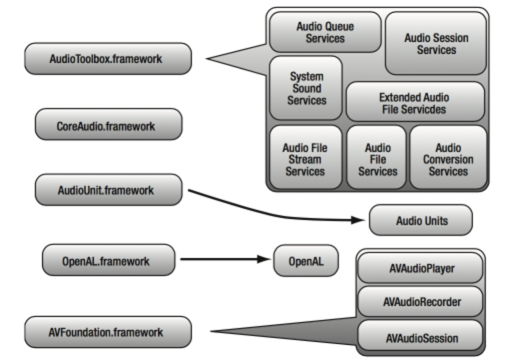 AudioToolbox.framework
Audio Queue
Services
Audio Session
Services
System
Sound
Services
Extended Audio
File Servicdes
Audio File
Stream
Services
Audio
File
Services
Audio
Conversion
Services
CoreAudio.framework
AudioUnit.framework
Audio Units
OpenAL.framework
OpenAL
AVFoundation.framework
AVAudioPlayer
AVAudioRecorder
AVAudioSession